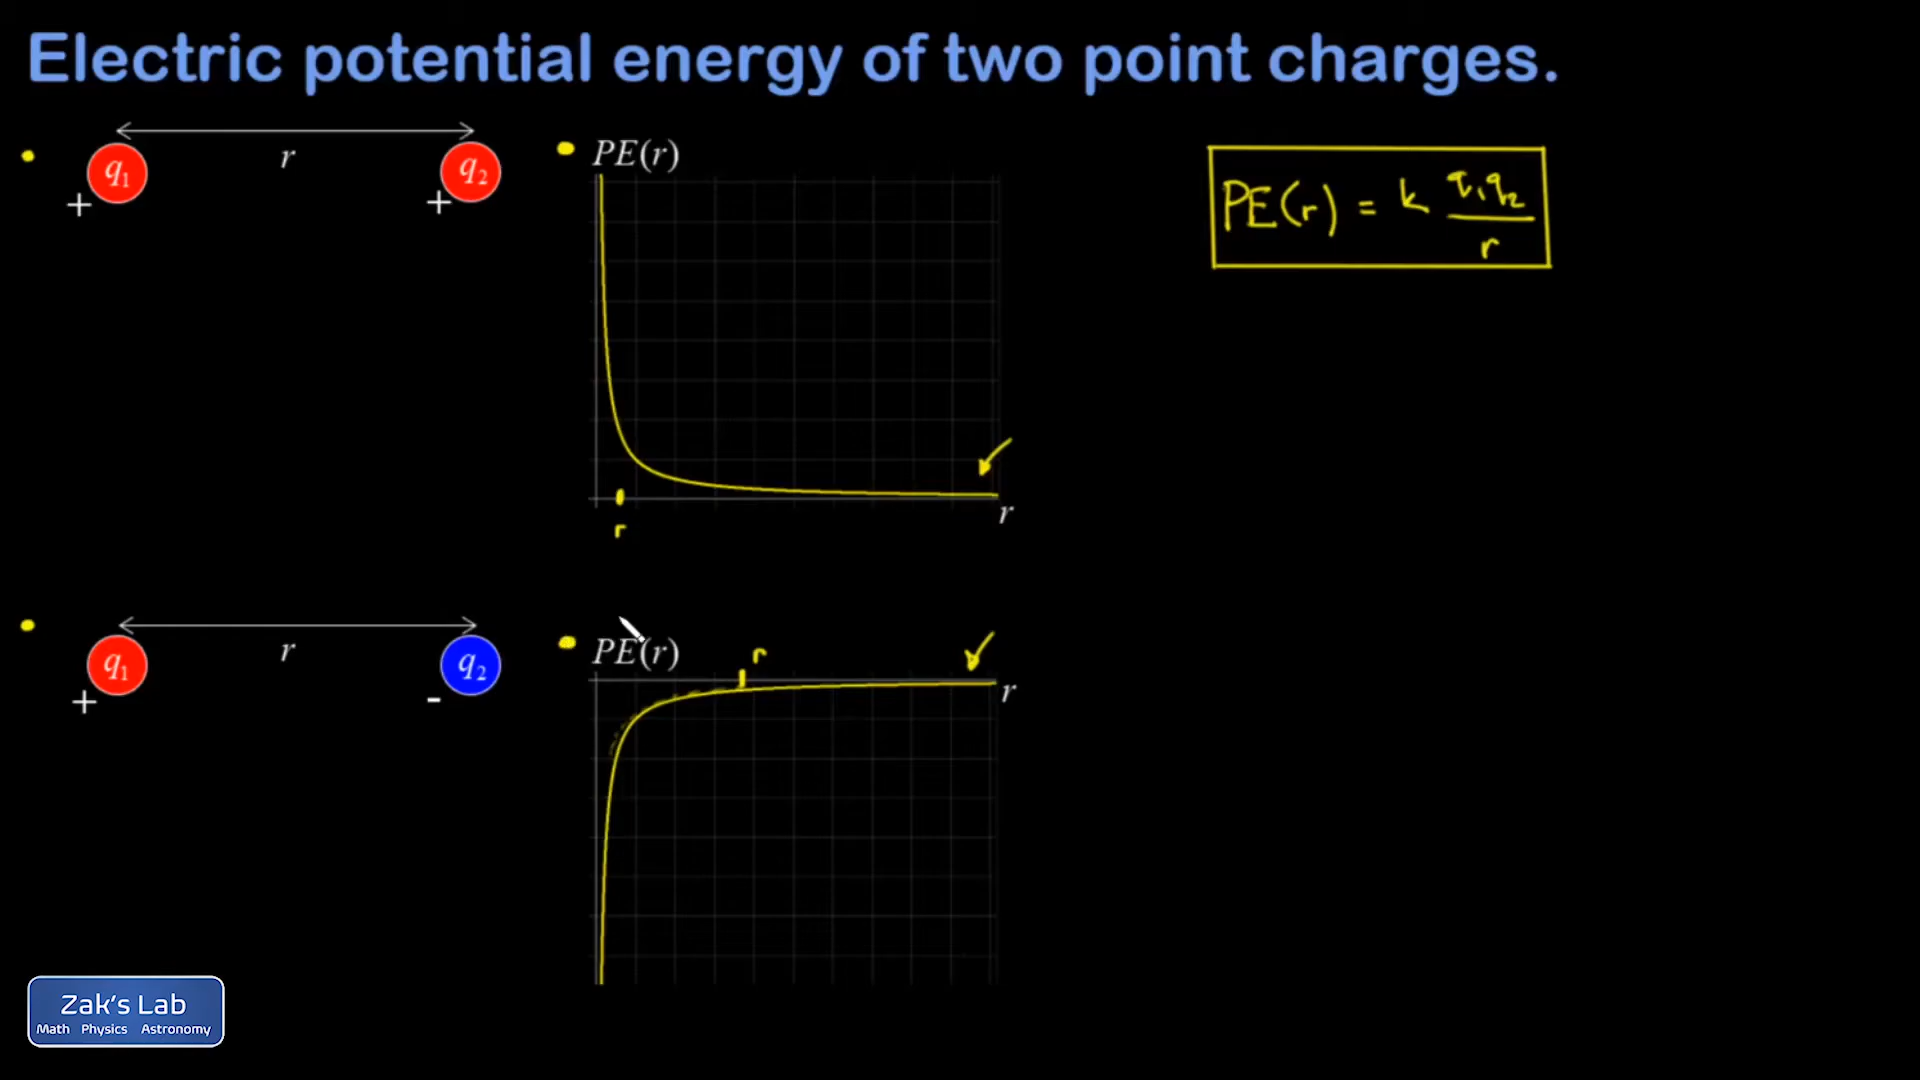 Electric potential energy of two point charges.
r
q₁
q₂
+
+
PE(r)
r
r
PE(r) = k q₁q₂ / r
r
q₁
q₂
+
-
PE(r)
r
r
Zak's Lab
Math Physics Astronomy